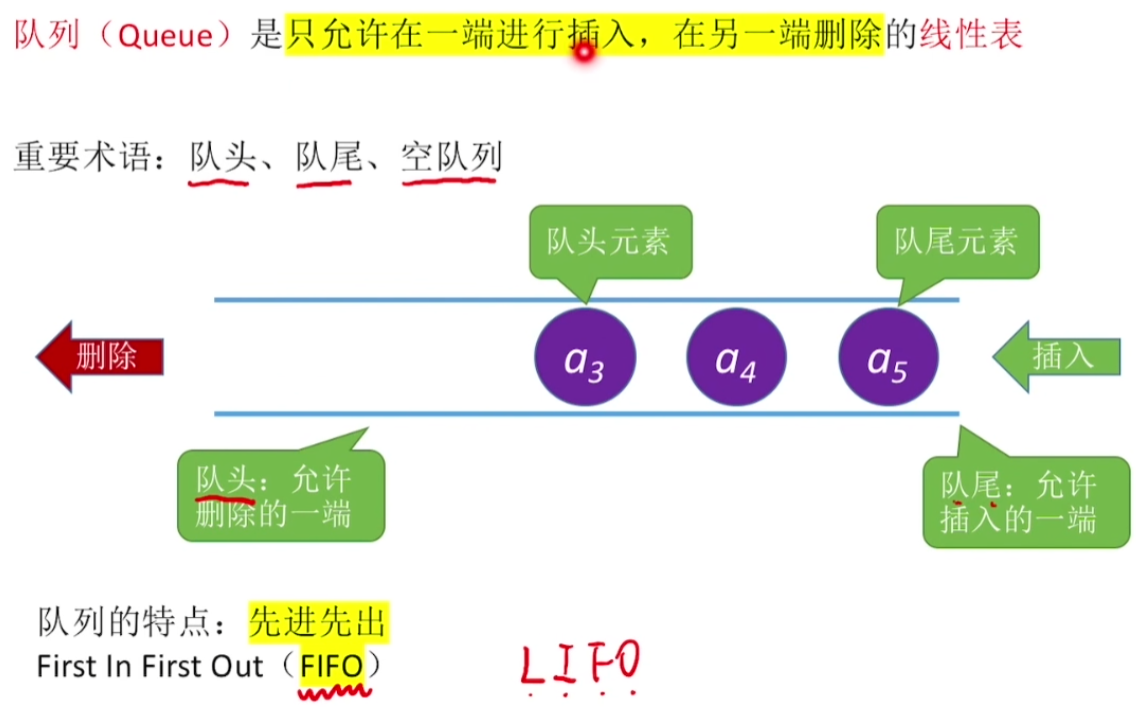 队列（Queue）是只允许在一端进行插入，在另一端删除的线性表
重要术语：队头、队尾、空队列
队头元素
队尾元素
删除
a3
a4
a5
插入
队头：允许
删除的一端
队尾：允许
插入的一端
队列的特点：先进先出
First In First Out（FIFO）
LIFO